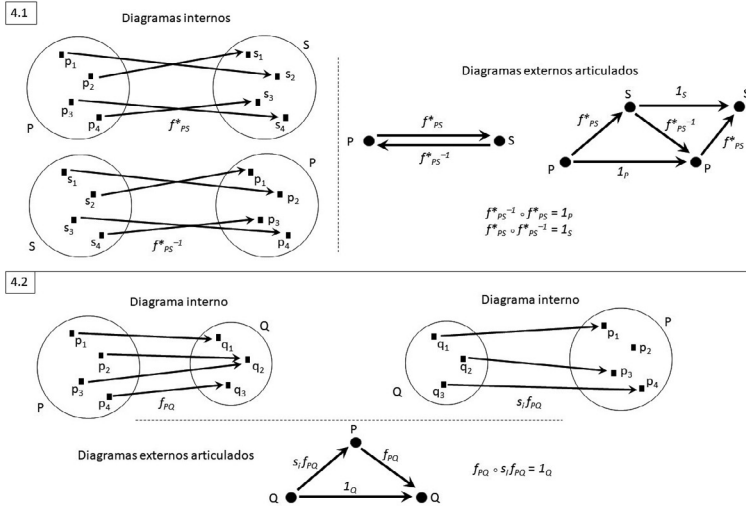 4.1
Diagramas internos
p₁
p₂
p₃
p₄
P
s₁
s₂
s₃
s₄
S
f*PS
s₁
s₂
s₃
s₄
S
p₁
p₂
p₃
p₄
P
f*PS⁻¹
Diagramas externos articulados
P
f*PS
f*PS⁻¹
S
S
1S
S
f*PS
f*PS⁻¹
f*PS
P
1P
P
f*PS⁻¹ ∘ f*PS = 1P
f*PS ∘ f*PS⁻¹ = 1S
4.2
Diagrama interno
p₁
p₂
p₃
p₄
P
Q
q₁
q₂
q₃
fPQ
Diagrama interno
q₁
q₂
q₃
Q
P
p₁
p₂
p₃
p₄
sᵢfPQ
Diagramas externos articulados
P
sᵢfPQ
fPQ
Q
1Q
Q
fPQ ∘ sᵢfPQ = 1Q